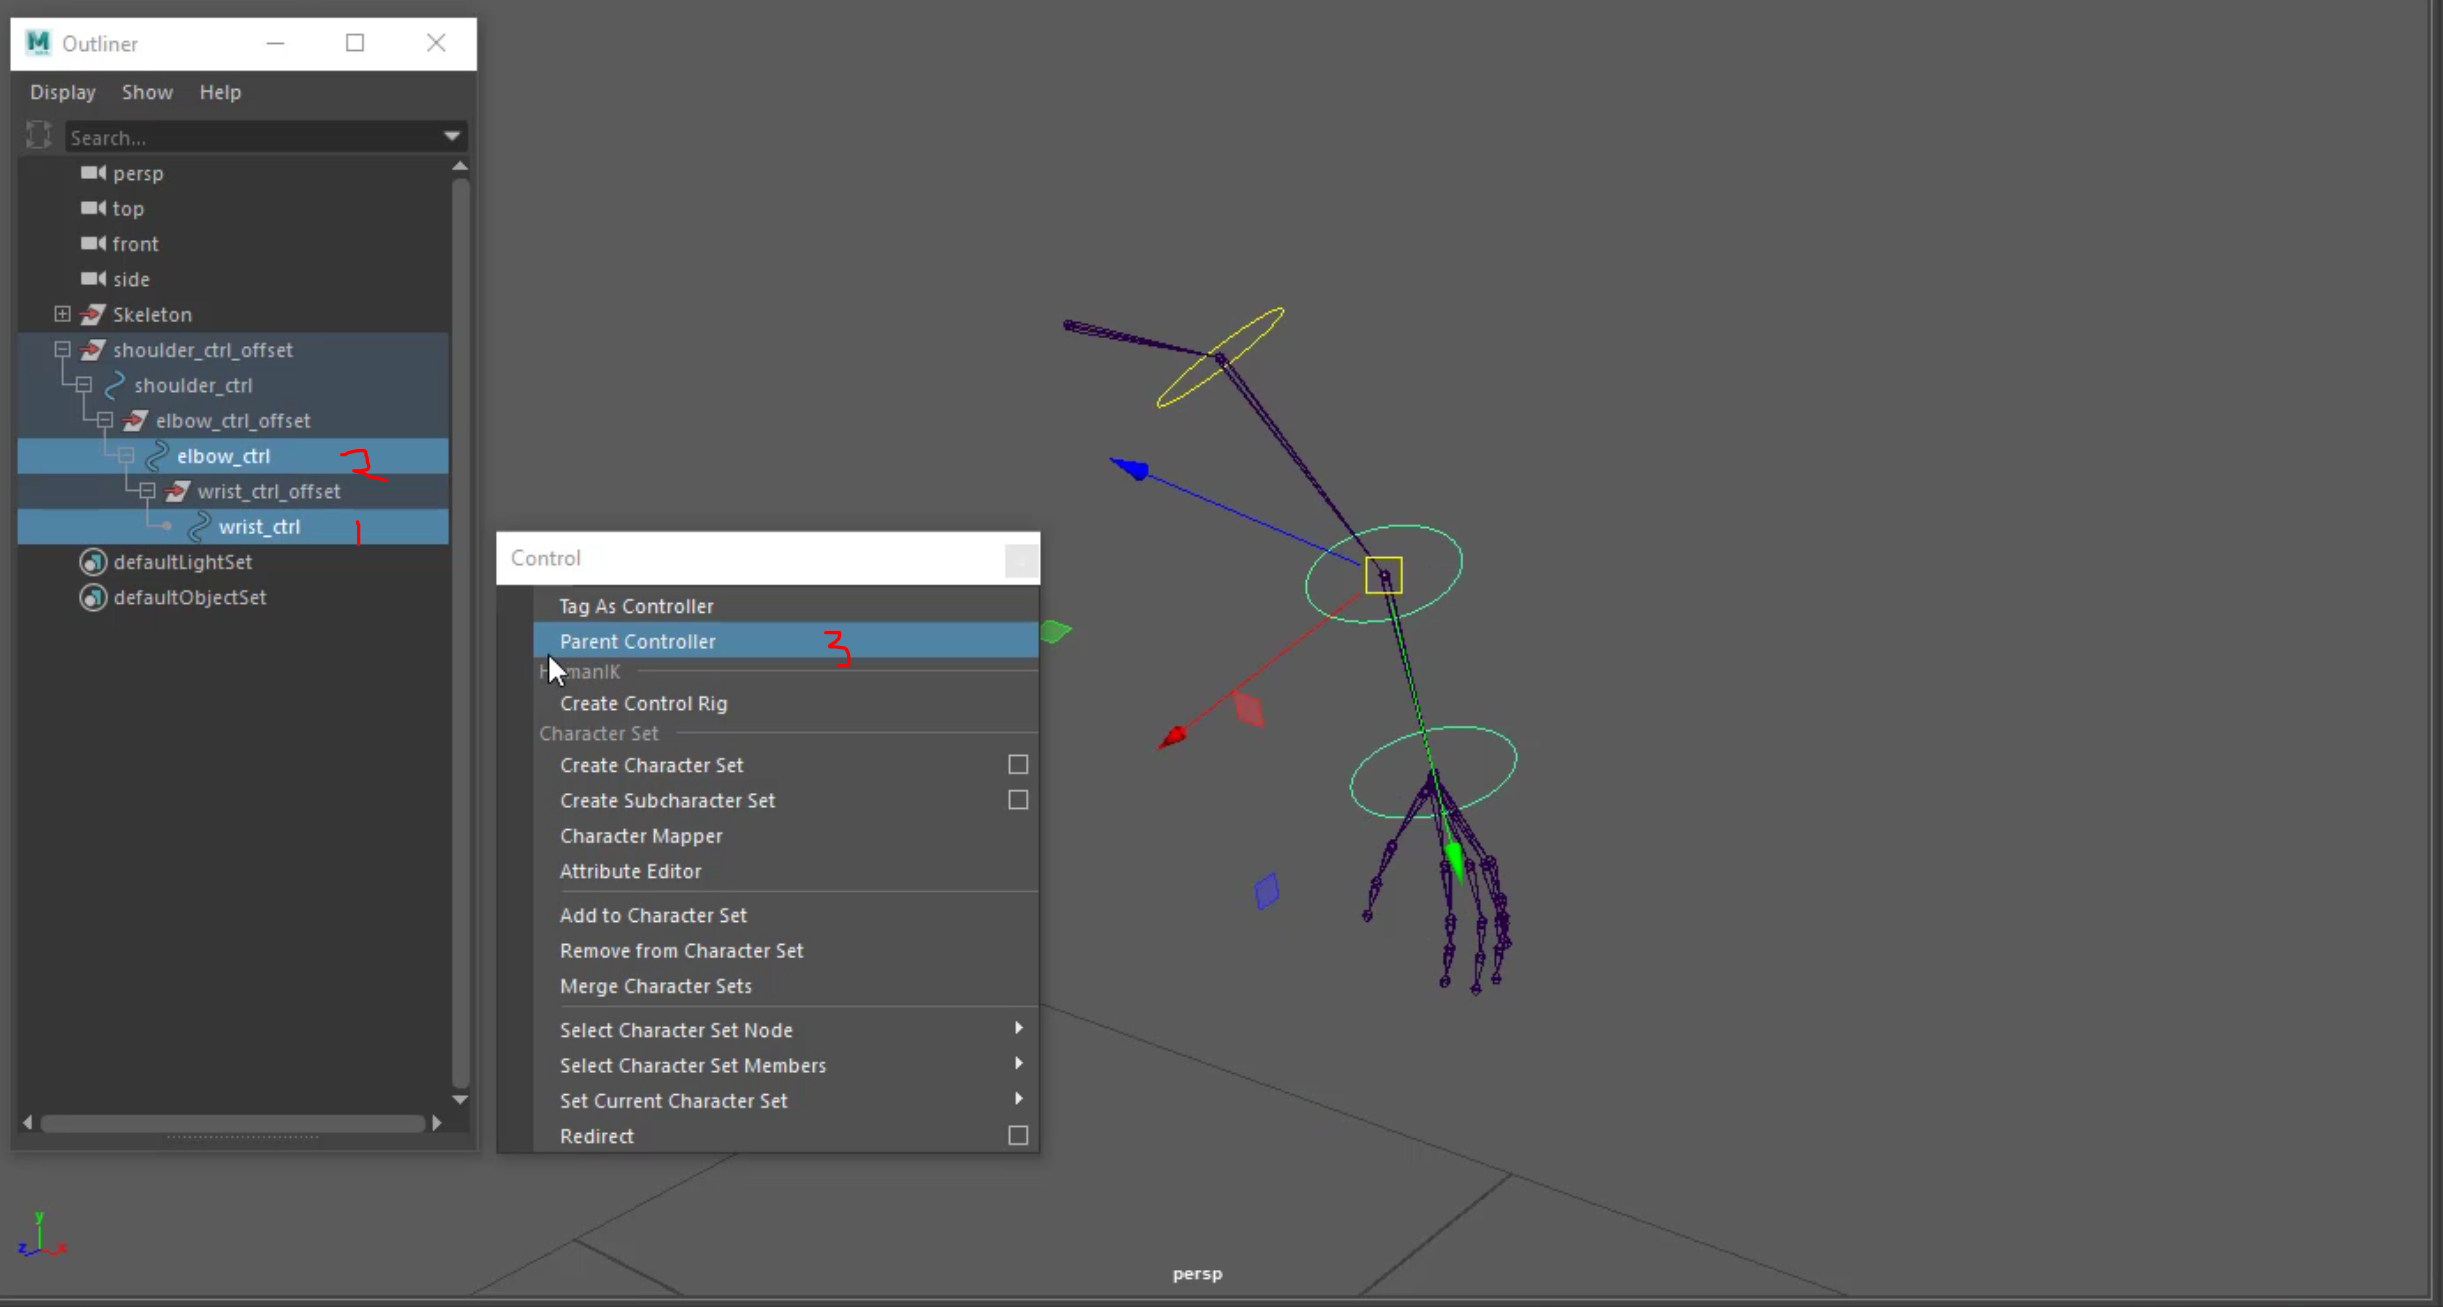 Outliner
Display Show Help
Search...
persp
top
front
side
Skeleton
shoulder_ctrl_offset
shoulder_ctrl
elbow_ctrl_offset
elbow_ctrl 2
wrist_ctrl_offset
wrist_ctrl 1
defaultLightSet
defaultObjectSet
Control
Tag As Controller
Parent Controller 3
HumanIK
Create Control Rig
Character Set
Create Character Set
Create Subcharacter Set
Character Mapper
Attribute Editor
Add to Character Set
Remove from Character Set
Merge Character Sets
Select Character Set Node
Select Character Set Members
Set Current Character Set
Redirect
y
z x
persp